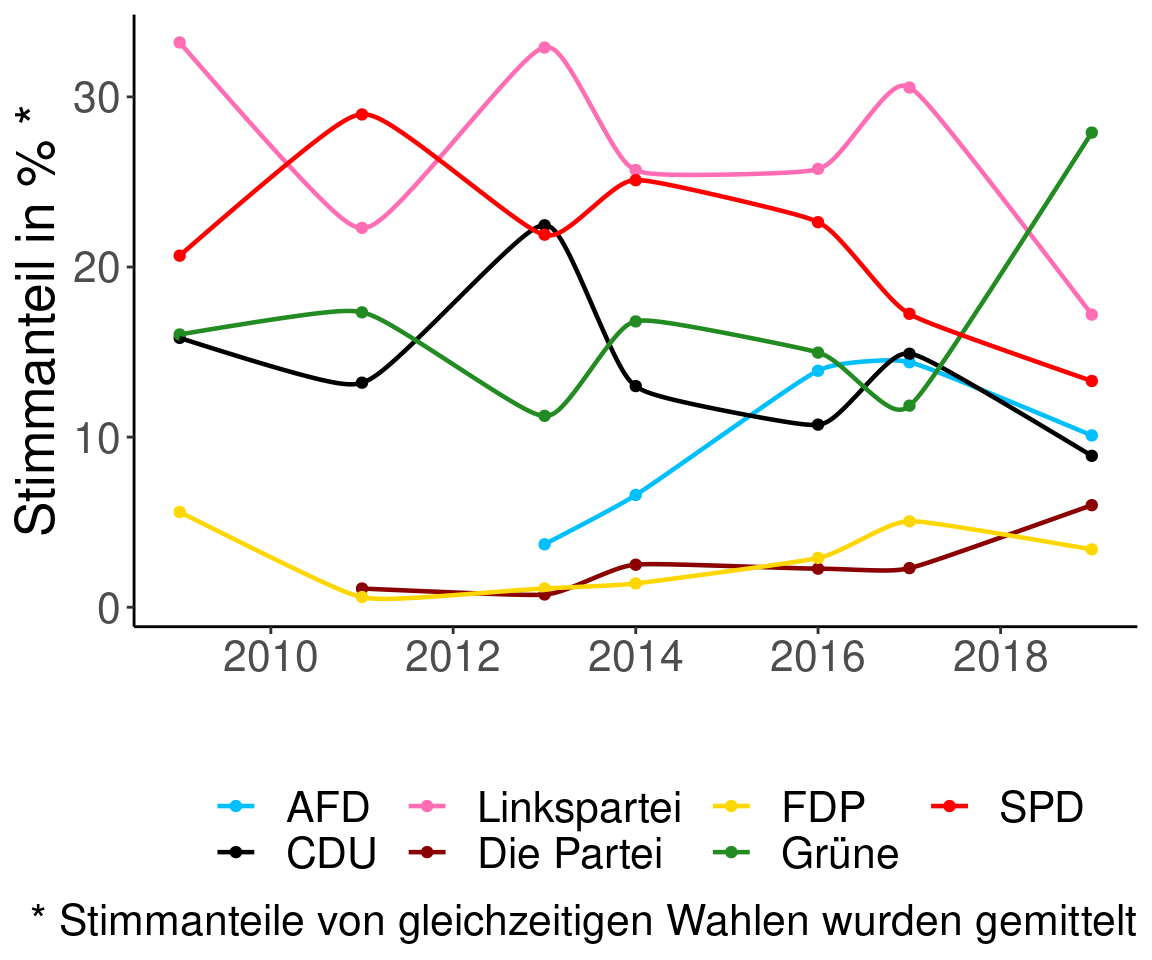 Stimmanteil in % *
30
20
10
0
2010 2012 2014 2016 2018
AFD Linkspartei FDP SPD
CDU Die Partei Grüne
* Stimmanteile von gleichzeitigen Wahlen wurden gemittelt